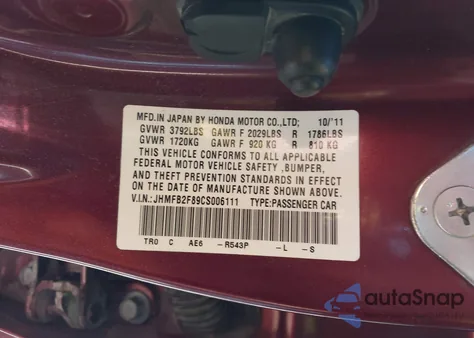 MFD.IN JAPAN BY HONDA MOTOR CO.,LTD; 10/'11
GVWR 3792LBS GAWR F 2029LBS R 1786LBS
GVWR 1720KG GAWR F 920 KG R 810 KG
THIS VEHICLE CONFORMS TO ALL APPLICABLE
FEDERAL MOTOR VEHICLE SAFETY ,BUMPER,
AND THEFT PREVENTION STANDARDS IN EFFECT
ON THE DATE OF MANUFACTURE SHOWN ABOVE.
V.I.N.: JHMFB2F89CS006111 TYPE:PASSENGER CAR
TR0 C AE6 -R543P -L -S
autoSnap